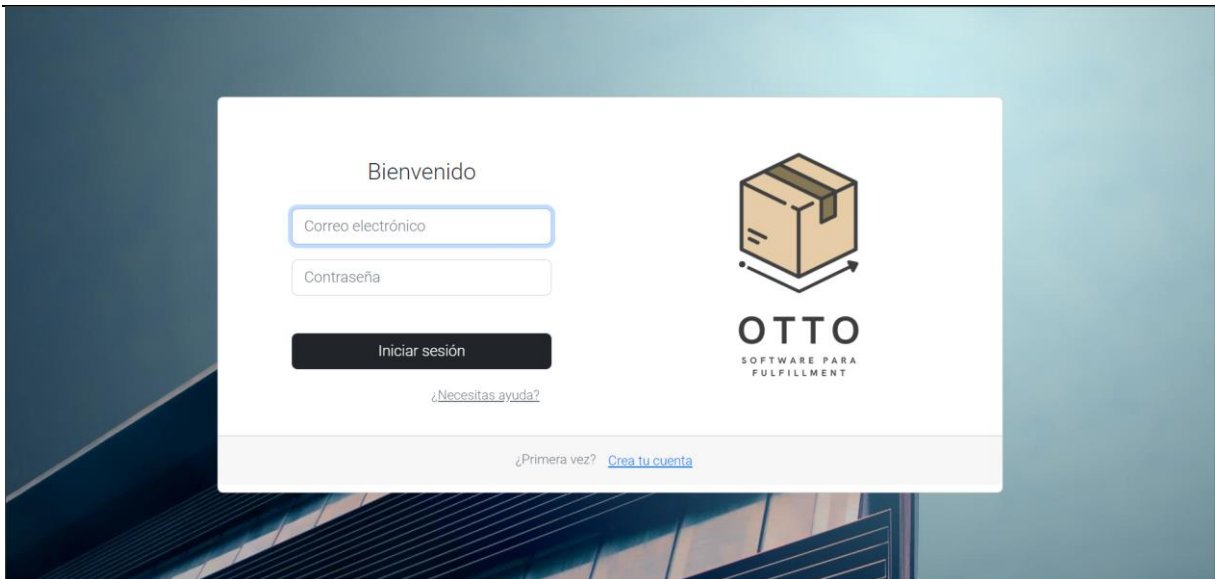 Bienvenido
Correo electrónico
Contraseña
Iniciar sesión
¿Necesitas ayuda?
OTTO
SOFTWARE PARA
FULFILLMENT
¿Primera vez? Crea tu cuenta